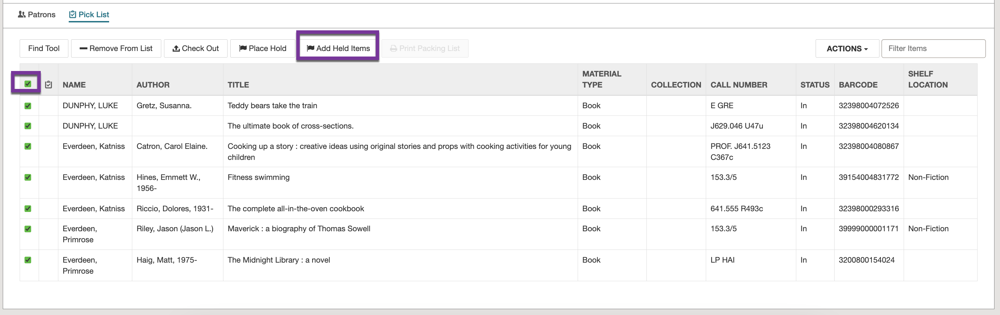 Patrons Pick List
Find Tool Remove From List Check Out Place Hold Add Held Items Print Packing List ACTIONS Filter Items
NAME AUTHOR TITLE MATERIAL TYPE COLLECTION CALL NUMBER STATUS BARCODE SHELF LOCATION
DUNPHY, LUKE Gretz, Susanna. Teddy bears take the train Book E GRE In 32398004072526
DUNPHY, LUKE The ultimate book of cross-sections. Book J629.046 U47u In 32398004620134
Everdeen, Katniss Catron, Carol Elaine. Cooking up a story : creative ideas using original stories and props with cooking activities for young children Book PROF. J641.5123 C367c In 32398004080867
Everdeen, Katniss Hines, Emmett W., 1956- Fitness swimming Book 153.3/5 In 39154004831772 Non-Fiction
Everdeen, Katniss Riccio, Dolores, 1931- The complete all-in-the-oven cookbook Book 641.555 R493c In 32398000293316
Everdeen, Primrose Riley, Jason (Jason L.) Maverick : a biography of Thomas Sowell Book 153.3/5 In 39999000001171 Non-Fiction
Everdeen, Primrose Haig, Matt, 1975- The Midnight Library : a novel Book LP HAI In 3200800154024